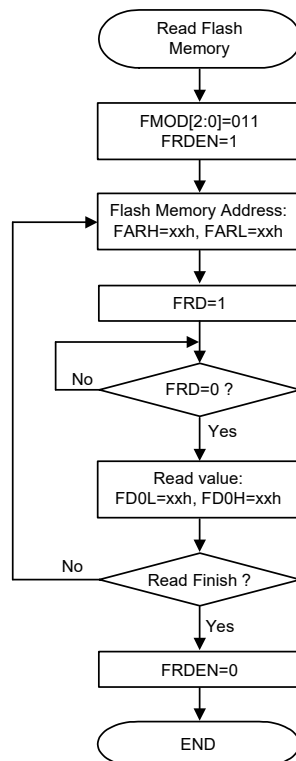 Read Flash
Memory
FMOD[2:0]=011
FRDEN=1
Flash Memory Address:
FARH=xxh, FARL=xxh
FRD=1
No
FRD=0 ?
Yes
Read value:
FD0L=xxh, FD0H=xxh
No
Read Finish ?
Yes
FRDEN=0
END